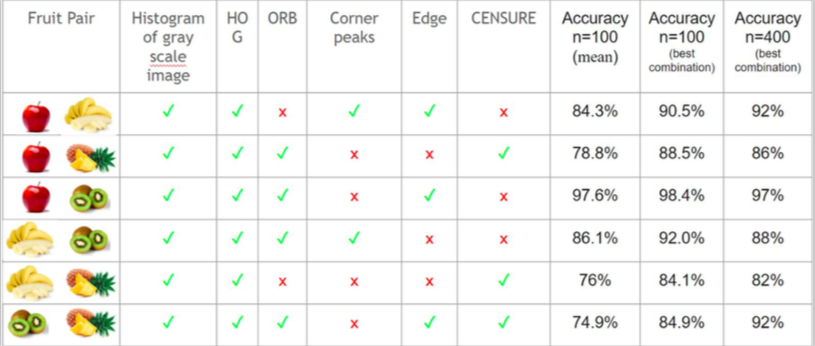 Fruit Pair Histogram of gray scale image HOG ORB Corner peaks Edge CENSURE Accuracy n=100 (mean) Accuracy n=100 (best combination) Accuracy n=400 (best combination)
✓ ✓ x ✓ ✓ x 84.3% 90.5% 92%
✓ ✓ ✓ x x ✓ 78.8% 88.5% 86%
✓ ✓ ✓ x ✓ x 97.6% 98.4% 97%
✓ ✓ ✓ ✓ x x 86.1% 92.0% 88%
✓ ✓ x x x ✓ 76% 84.1% 82%
✓ ✓ ✓ x ✓ ✓ 74.9% 84.9% 92%